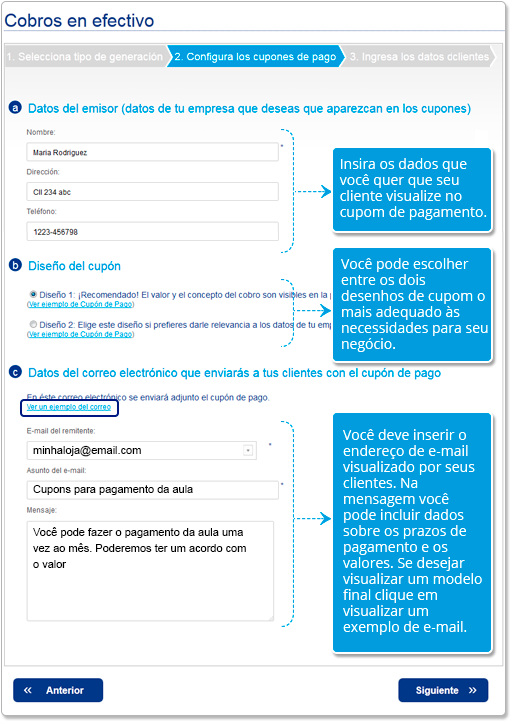 Cobros en efectivo
1. Selecciona tipo de generación
2. Configura los cupones de pago
3. Ingresa los datos dclientes
a Datos del emisor (datos de tu empresa que deseas que aparezcan en los cupones)
Nombre:
Maria Rodriguez
*
Dirección:
Cll 234 abc
Teléfono:
1223-456798
Insira os dados que
você quer que seu
cliente visualize no
cupom de pagamento.
b Diseño del cupón
Diseño 1: ¡Recomendado! El valor y el concepto del cobro son visibles en la
(Ver ejemplo de Cupón de Pago)
Diseño 2: Elige este diseño si prefieres darle relevancia a los datos de tu
(Ver ejemplo de Cupón de Pago)
Você pode escolher
entre os dois
desenhos de cupom o
mais adequado às
necessidades para seu
negócio.
c Datos del correo electrónico que enviarás a tus clientes con el cupón de pago
En éste correo electrónico se enviará adjunto el cupón de pago.
Ver un ejemplo del correo
E-mail del remitente:
minhaloja@email.com
*
Asunto del e-mail:
Cupons para pagamento da aula
*
Mensaje:
Você pode fazer o pagamento da aula uma
vez ao mês. Poderemos ter um acordo com
o valor
Você deve inserir o
endereço de e-mail
visualizado por seus
clientes. Na
mensagem você
pode incluir dados
sobre os prazos de
pagamento e os
valores. Se desejar
visualizar um modelo
final clique em
visualizar um
exemplo de e-mail.
« Anterior
Siguiente »